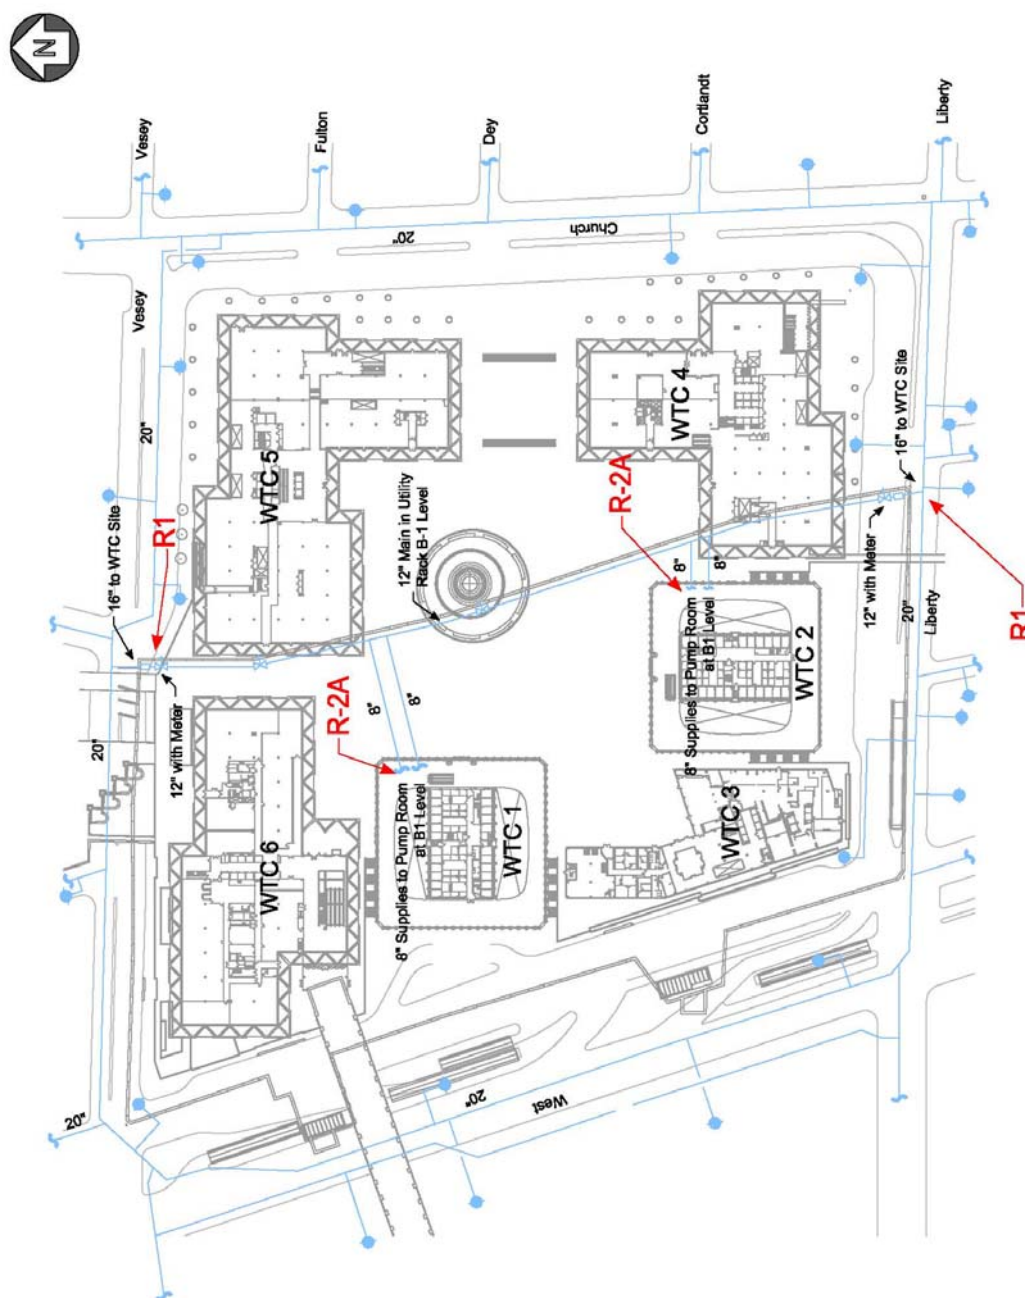 N
Vesey
Fulton
Dey
Cortlandt
Liberty
Church
20"
Vesey
20"
16" to WTC Site
R1
WTC 5
12" Main in Utility
Rack B-1 Level
R-2A
WTC 4
16" to WTC Site
12" with Meter
20"
Liberty
R1
8"
8"
8" Supplies to Pump Room
at B1 Level
WTC 2
20"
12" with Meter
8"
8"
R-2A
8" Supplies to Pump Room
at B1 Level
WTC 1
WTC 3
WTC 6
20"
20"
West